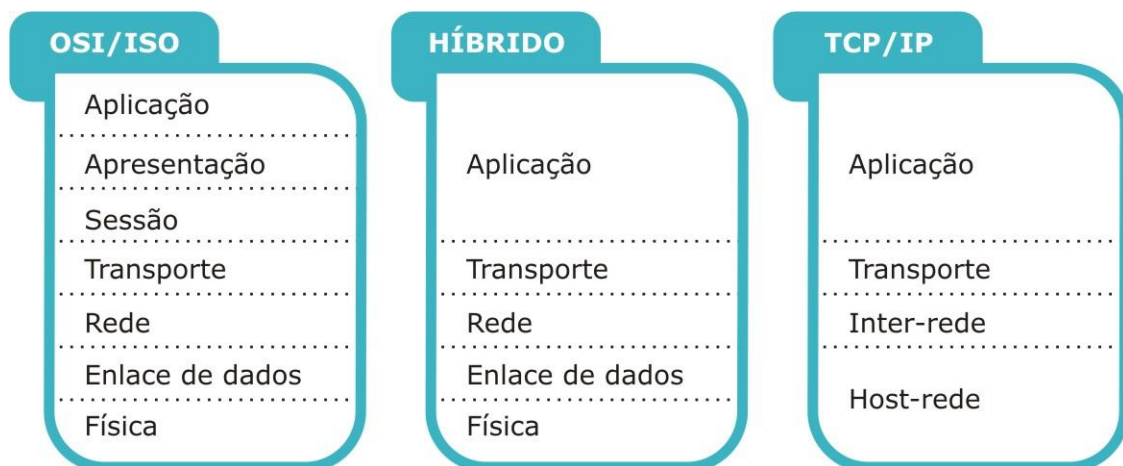 OSI/ISO
Aplicação
Apresentação
Sessão
Transporte
Rede
Enlace de dados
Física
HÍBRIDO
Aplicação
Transporte
Rede
Enlace de dados
Física
TCP/IP
Aplicação
Transporte
Inter-rede
Host-rede